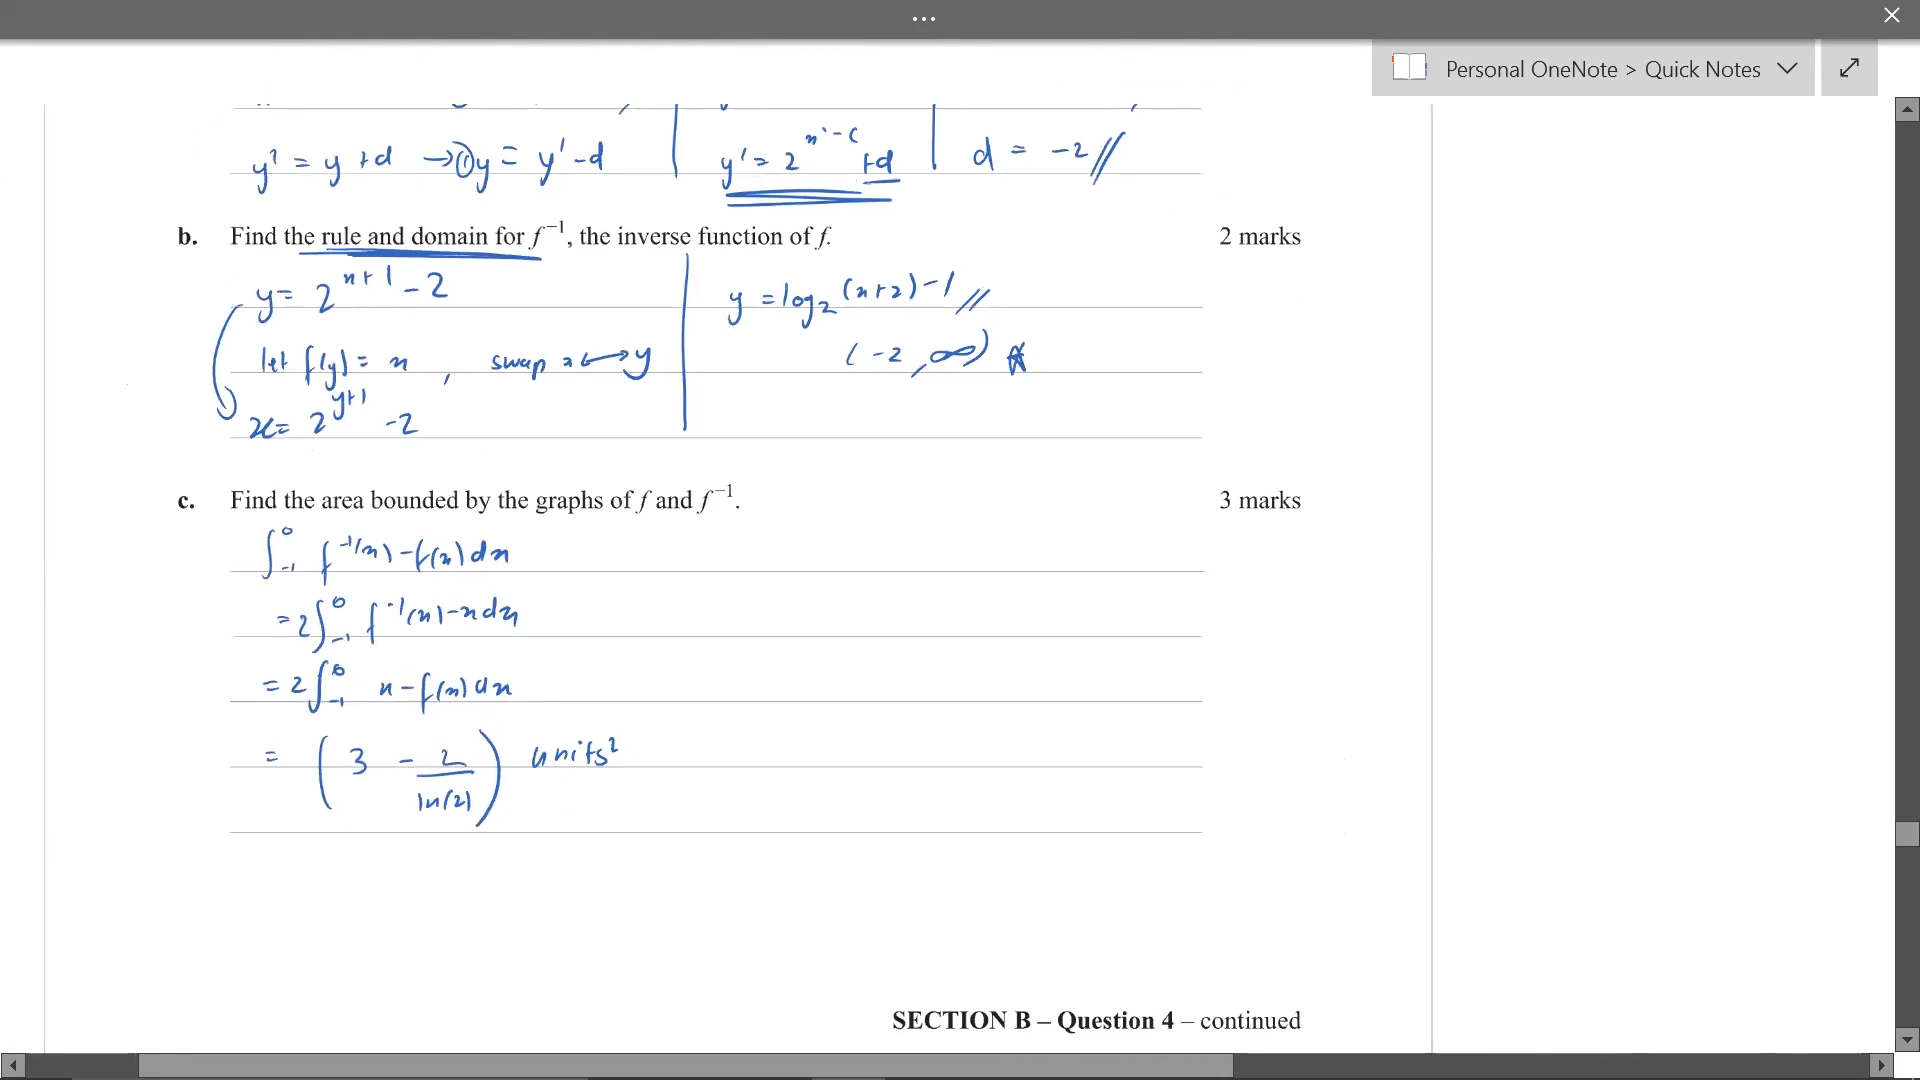 ...
Personal OneNote > Quick Notes
y' = y + d → ① y = y' - d
y' = 2^(x' - c) + d
d = -2 //
b. Find the rule and domain for f⁻¹, the inverse function of f. 2 marks
y = 2^(x+1) - 2
let f(y) = x , swap x ↔ y
x = 2^(y+1) - 2
y = log₂(x+2) - 1 //
(-2, ∞)
c. Find the area bounded by the graphs of f and f⁻¹. 3 marks
∫₋₁⁰ f⁻¹(x) - f(x) dx
= 2∫₋₁⁰ f⁻¹(x) - x dx
= 2∫₋₁⁰ x - f(x) dx
= (3 - 2/ln(2)) units²
SECTION B – Question 4 – continued